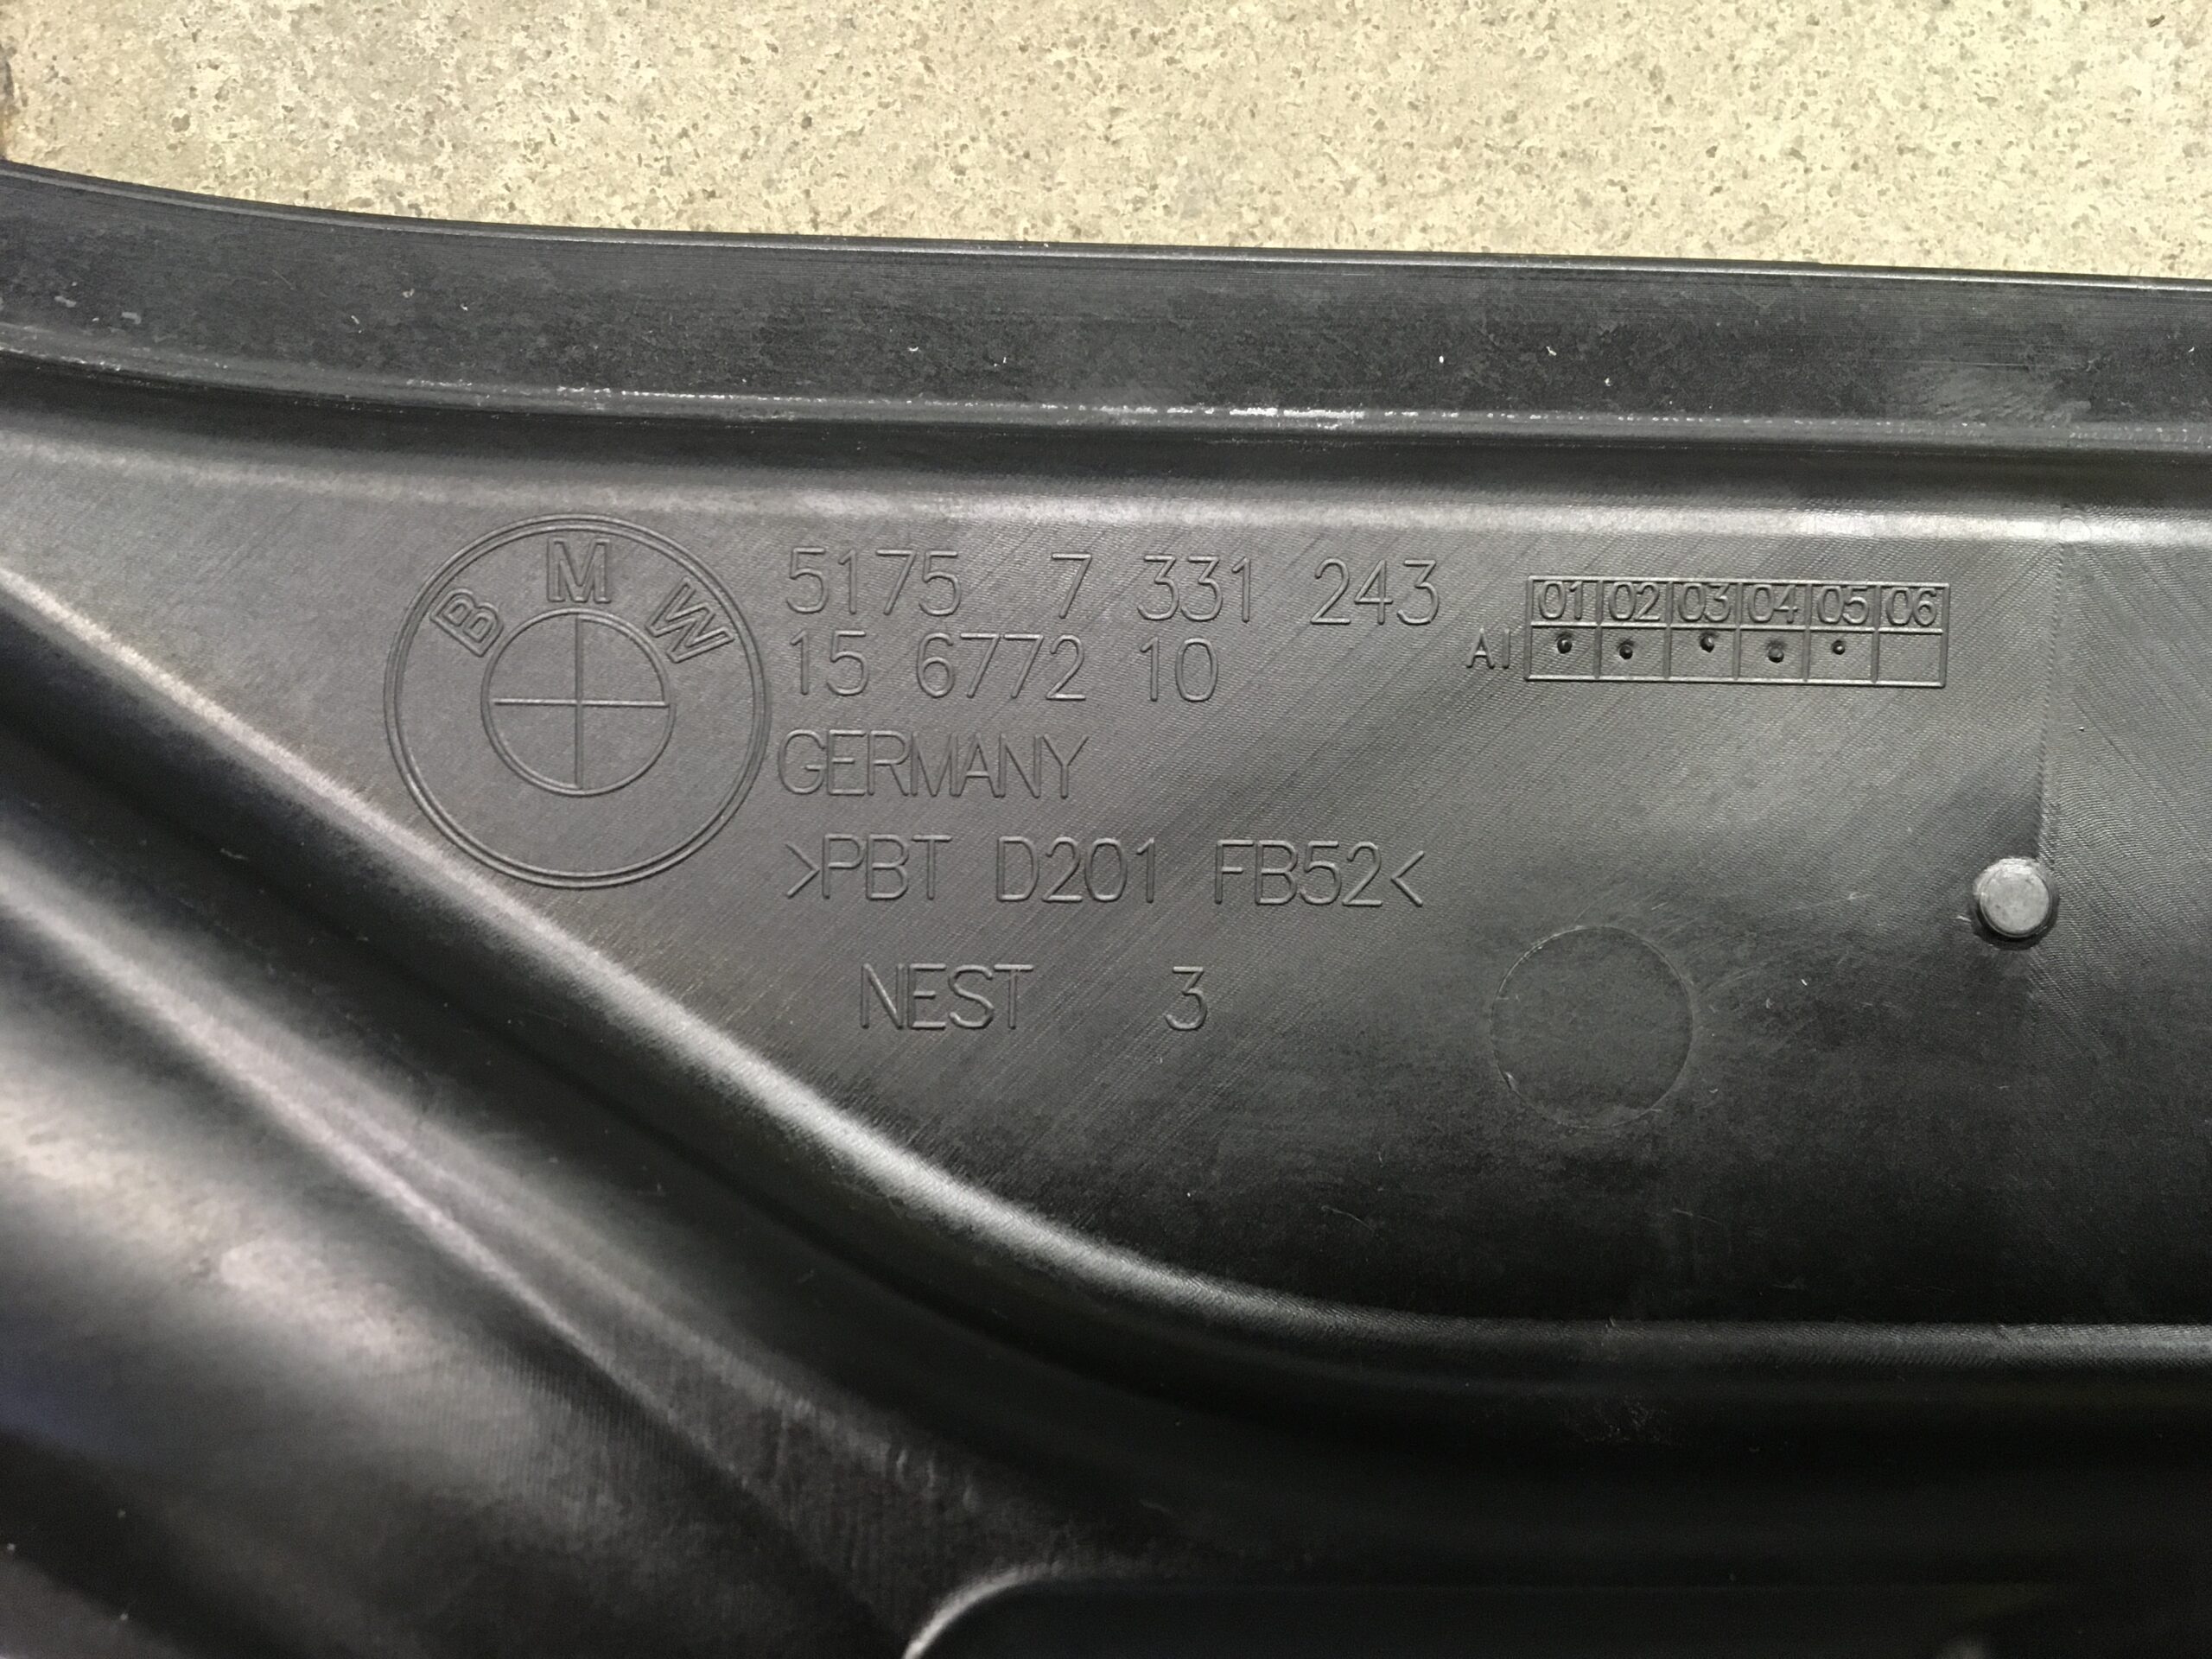 BMW
5175 7 331 243
15 6772 10
GERMANY
>PBT D201 FB52<
NEST 3
01 02 03 04 05 06
AI